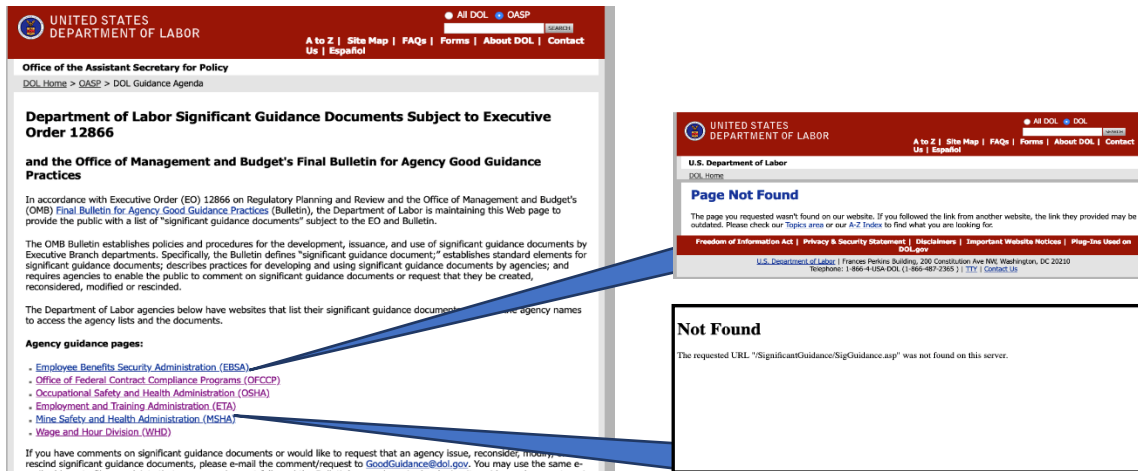 UNITED STATES
DEPARTMENT OF LABOR
All DOL OASP
SEARCH
A to Z | Site Map | FAQs | Forms | About DOL | Contact
Us | Español
Office of the Assistant Secretary for Policy
DOL Home > OASP > DOL Guidance Agenda
Department of Labor Significant Guidance Documents Subject to Executive
Order 12866
and the Office of Management and Budget's Final Bulletin for Agency Good Guidance
Practices
In accordance with Executive Order (EO) 12866 on Regulatory Planning and Review and the Office of Management and Budget's
(OMB) Final Bulletin for Agency Good Guidance Practices (Bulletin), the Department of Labor is maintaining this Web page to
provide the public with a list of "significant guidance documents" subject to the EO and Bulletin.
The OMB Bulletin establishes policies and procedures for the development, issuance, and use of significant guidance documents by
Executive Branch departments. Specifically, the Bulletin defines "significant guidance document;" establishes standard elements for
significant guidance documents; describes practices for developing and using significant guidance documents by agencies; and
requires agencies to enable the public to comment on significant guidance documents or request that they be created,
reconsidered, modified or rescinded.
The Department of Labor agencies below have websites that list their significant guidance documents agency names
to access the agency lists and the documents.
Agency guidance pages:
Employee Benefits Security Administration (EBSA)
Office of Federal Contract Compliance Programs (OFCCP)
Occupational Safety and Health Administration (OSHA)
Employment and Training Administration (ETA)
Mine Safety and Health Administration (MSHA)
Wage and Hour Division (WHD)
If you have comments on significant guidance documents or would like to request that an agency issue, reconsider, modify,
rescind significant guidance documents, please e-mail the comment/request to GoodGuidance@dol.gov. You may use the same e-
UNITED STATES
DEPARTMENT OF LABOR
All DOL DOL
SEARCH
A to Z | Site Map | FAQs | Forms | About DOL | Contact
Us | Español
U.S. Department of Labor
DOL Home
Page Not Found
The page you requested wasn't found on our website. If you followed the link from another website, the link they provided may be
outdated. Please check our Topics area or our A-Z Index to find what you are looking for.
Freedom of Information Act | Privacy & Security Statement | Disclaimers | Important Website Notices | Plug-Ins Used on
DOL.gov
U.S. Department of Labor | Frances Perkins Building, 200 Constitution Ave NW, Washington, DC 20210
Telephone: 1-866-4-USA-DOL (1-866-487-2365 ) | TTY | Contact Us
Not Found
The requested URL "/SignificantGuidance/SigGuidance.asp" was not found on this server.